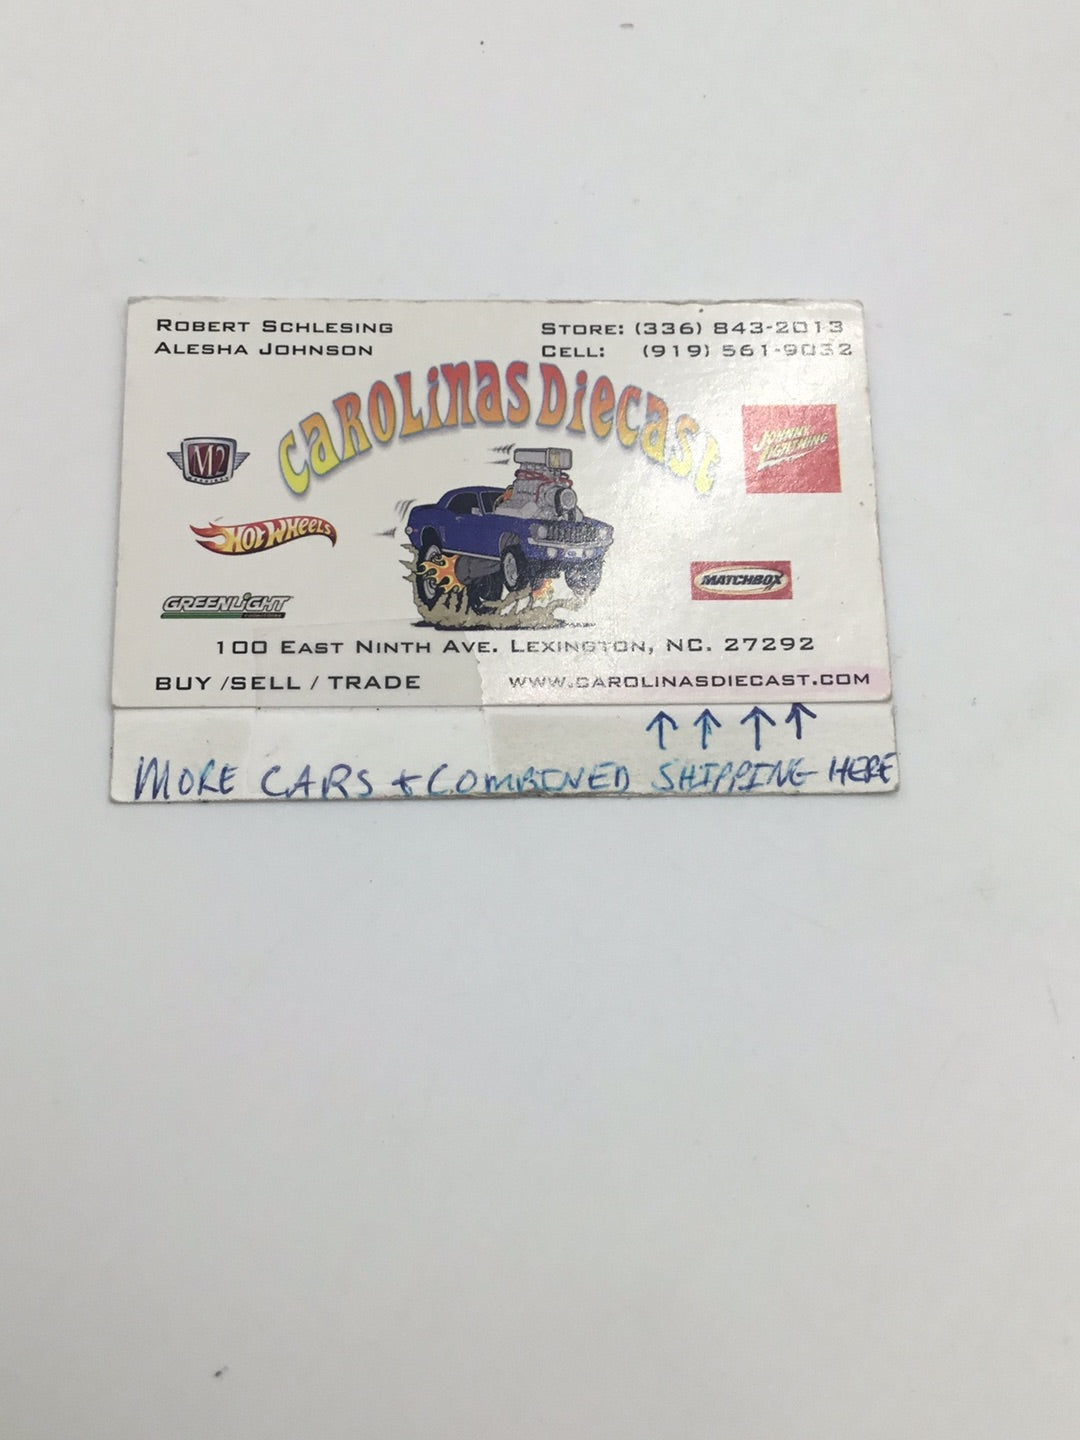 ROBERT SCHLESING
ALESHA JOHNSON
STORE: (336) 843-2013
CELL: (919) 561-9032
CAROLINAS DIECAST
M2
JOHNNY LIGHTNING
HOT WHEELS
MATCHBOX
GREENLIGHT
100 EAST NINTH AVE. LEXINGTON, NC. 27292
BUY /SELL / TRADE
WWW.CAROLINASDIECAST.COM
↑ ↑ ↑ ↑
MORE CARS + COMBINED SHIPPING HERE